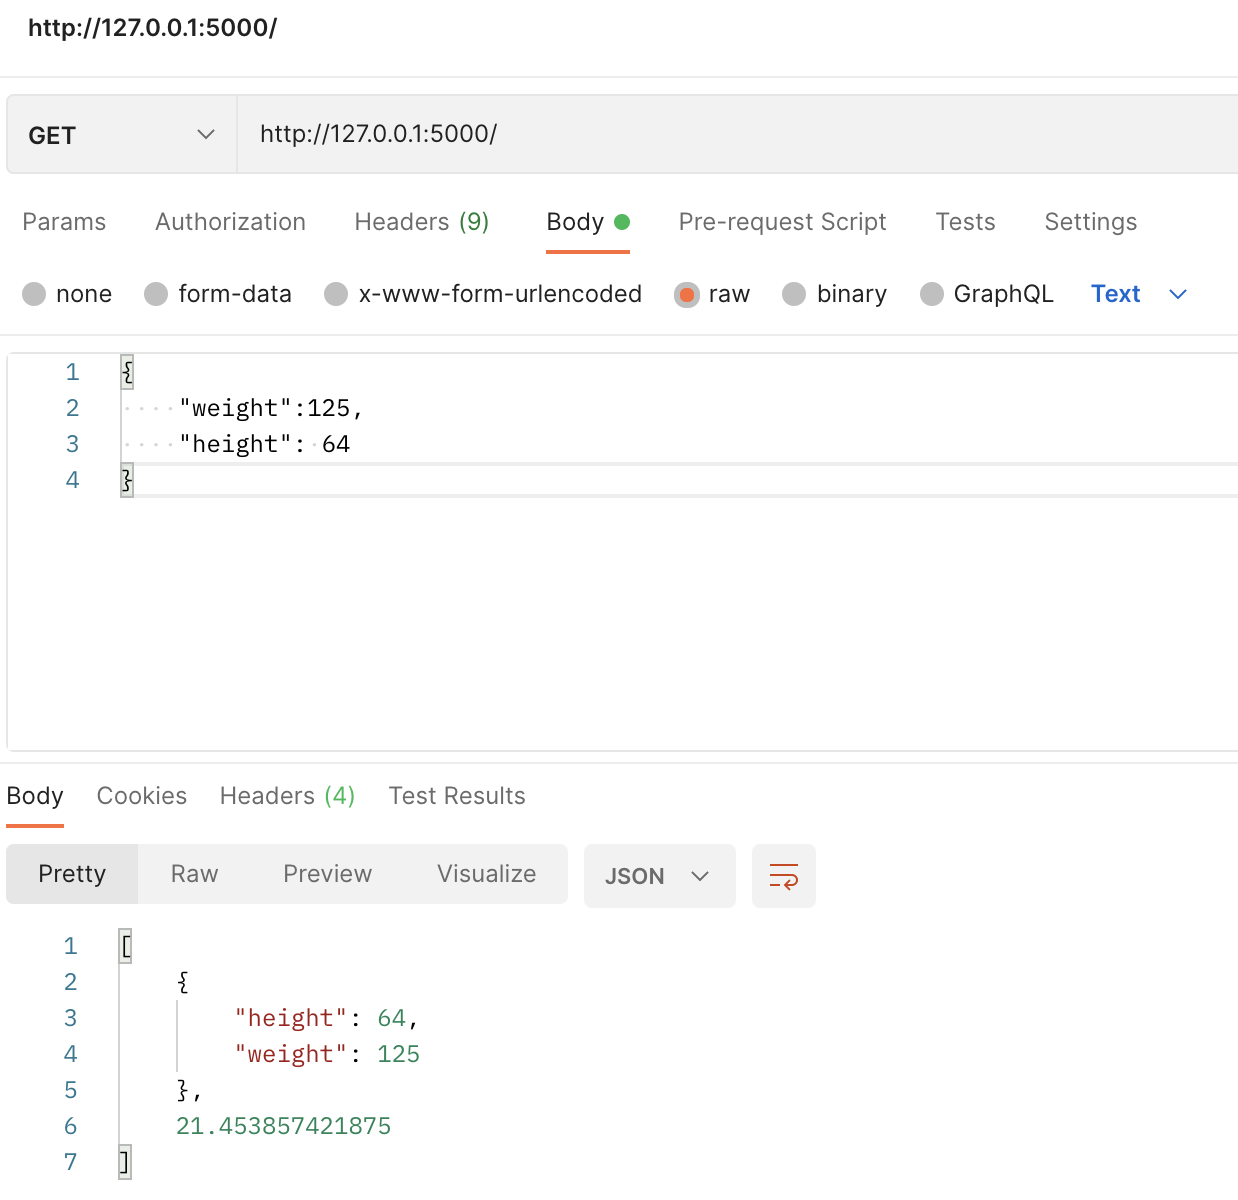 http://127.0.0.1:5000/
GET http://127.0.0.1:5000/
Params Authorization Headers (9) Body Pre-request Script Tests Settings
none form-data x-www-form-urlencoded raw binary GraphQL Text
1 {
2 "weight":125,
3 "height": 64
4 }
Body Cookies Headers (4) Test Results
Pretty Raw Preview Visualize JSON
1 [
2 {
3 "height": 64,
4 "weight": 125
5 },
6 21.453857421875
7 ]